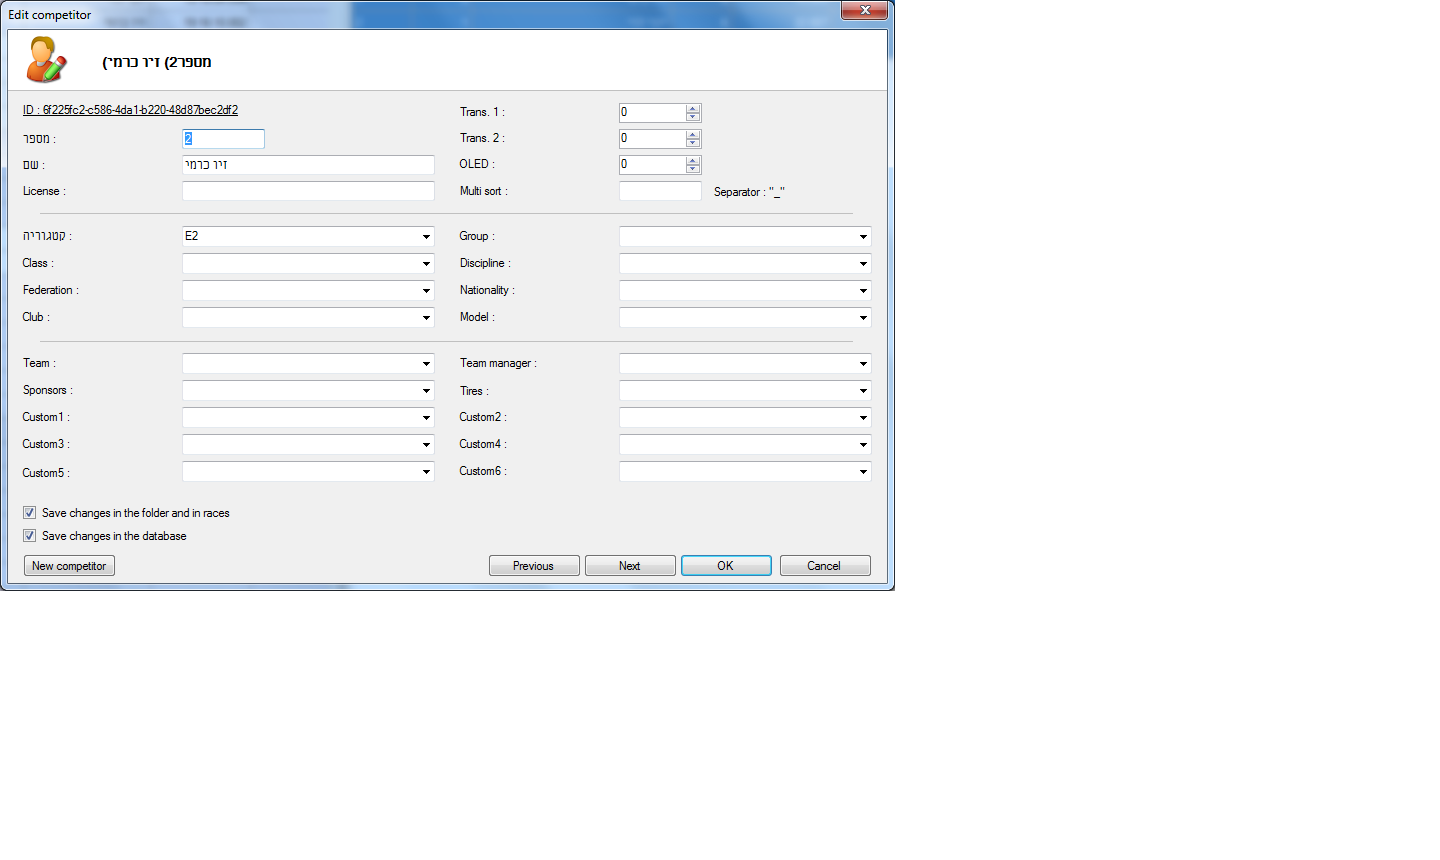 Edit competitor
(מספר2) זיו כרמי
ID : 6f225fc2-c586-4da1-b220-48d87bec2df2
Trans. 1 : 0
מספר : 2
Trans. 2 : 0
שם : זיו כרמי
OLED : 0
License :
Multi sort :
Separator : "_"
קטגוריה : E2
Group :
Class :
Discipline :
Federation :
Nationality :
Club :
Model :
Team :
Team manager :
Sponsors :
Tires :
Custom1 :
Custom2 :
Custom3 :
Custom4 :
Custom5 :
Custom6 :
Save changes in the folder and in races
Save changes in the database
New competitor
Previous
Next
OK
Cancel